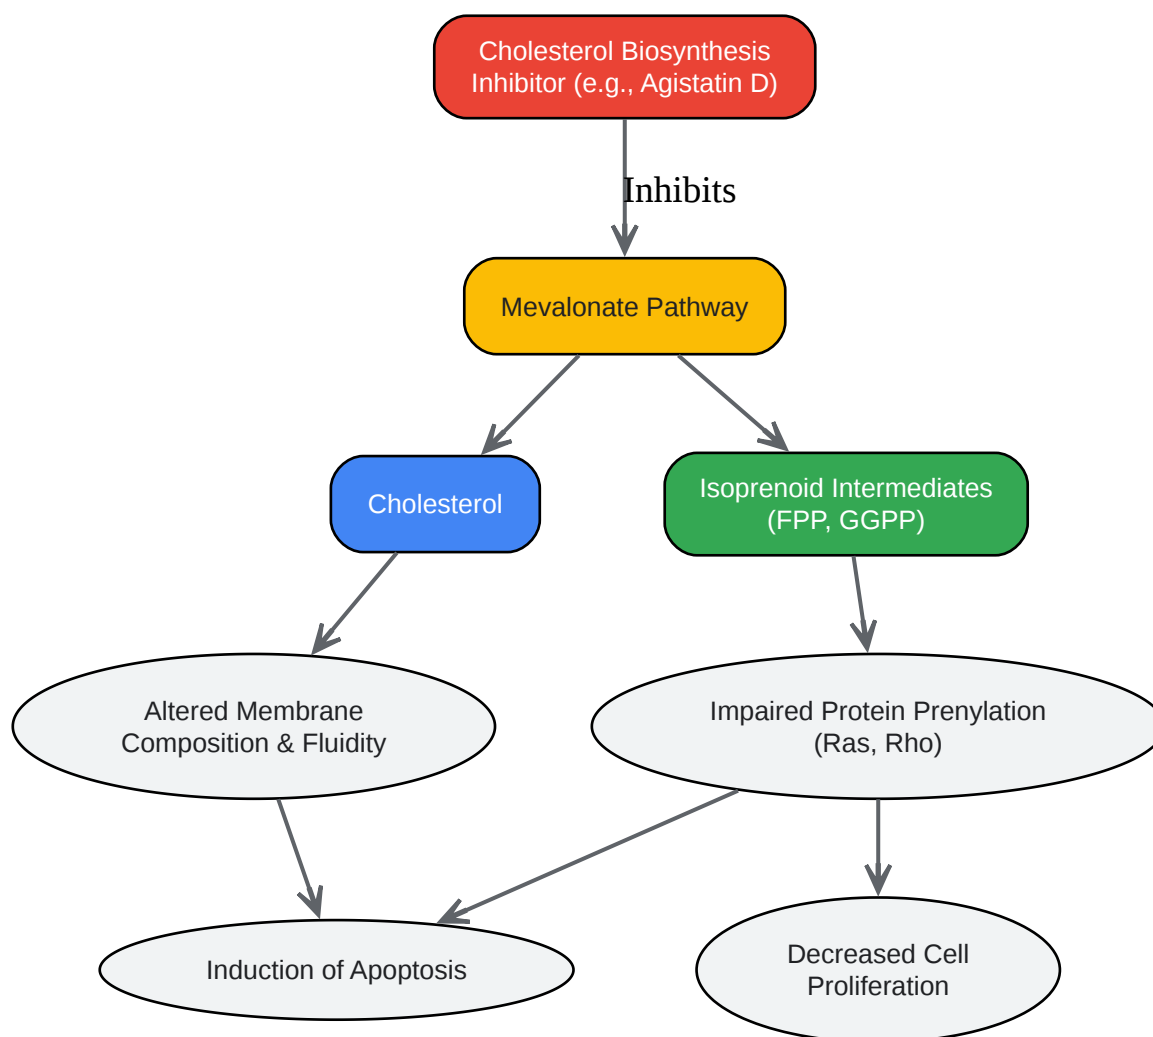 Cholesterol Biosynthesis
Inhibitor (e.g., Agistatin D)
Inhibits
Mevalonate Pathway
Cholesterol
Isoprenoid Intermediates
(FPP, GGPP)
Altered Membrane
Composition & Fluidity
Impaired Protein Prenylation
(Ras, Rho)
Induction of Apoptosis
Decreased Cell
Proliferation